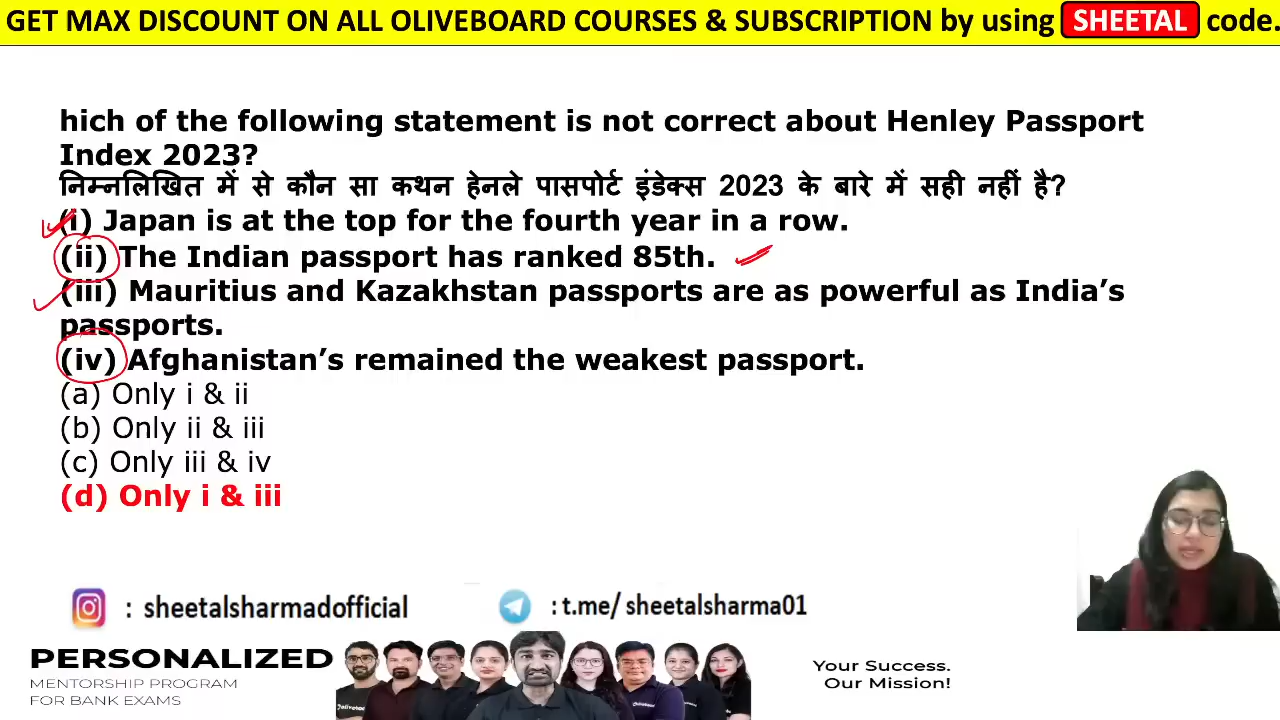 GET MAX DISCOUNT ON ALL OLIVEBOARD COURSES & SUBSCRIPTION by using SHEETAL code.
hich of the following statement is not correct about Henley Passport
Index 2023?
निम्नलिखित में से कौन सा कथन हेनले पासपोर्ट इंडेक्स 2023 के बारे में सही नहीं है?
(i) Japan is at the top for the fourth year in a row.
(ii) The Indian passport has ranked 85th.
(iii) Mauritius and Kazakhstan passports are as powerful as India’s
passports.
(iv) Afghanistan’s remained the weakest passport.
(a) Only i & ii
(b) Only ii & iii
(c) Only iii & iv
(d) Only i & iii
: sheetalsharmadofficial
: t.me/ sheetalsharma01
PERSONALIZED
MENTORSHIP PROGRAM
FOR BANK EXAMS
Your Success.
Our Mission!